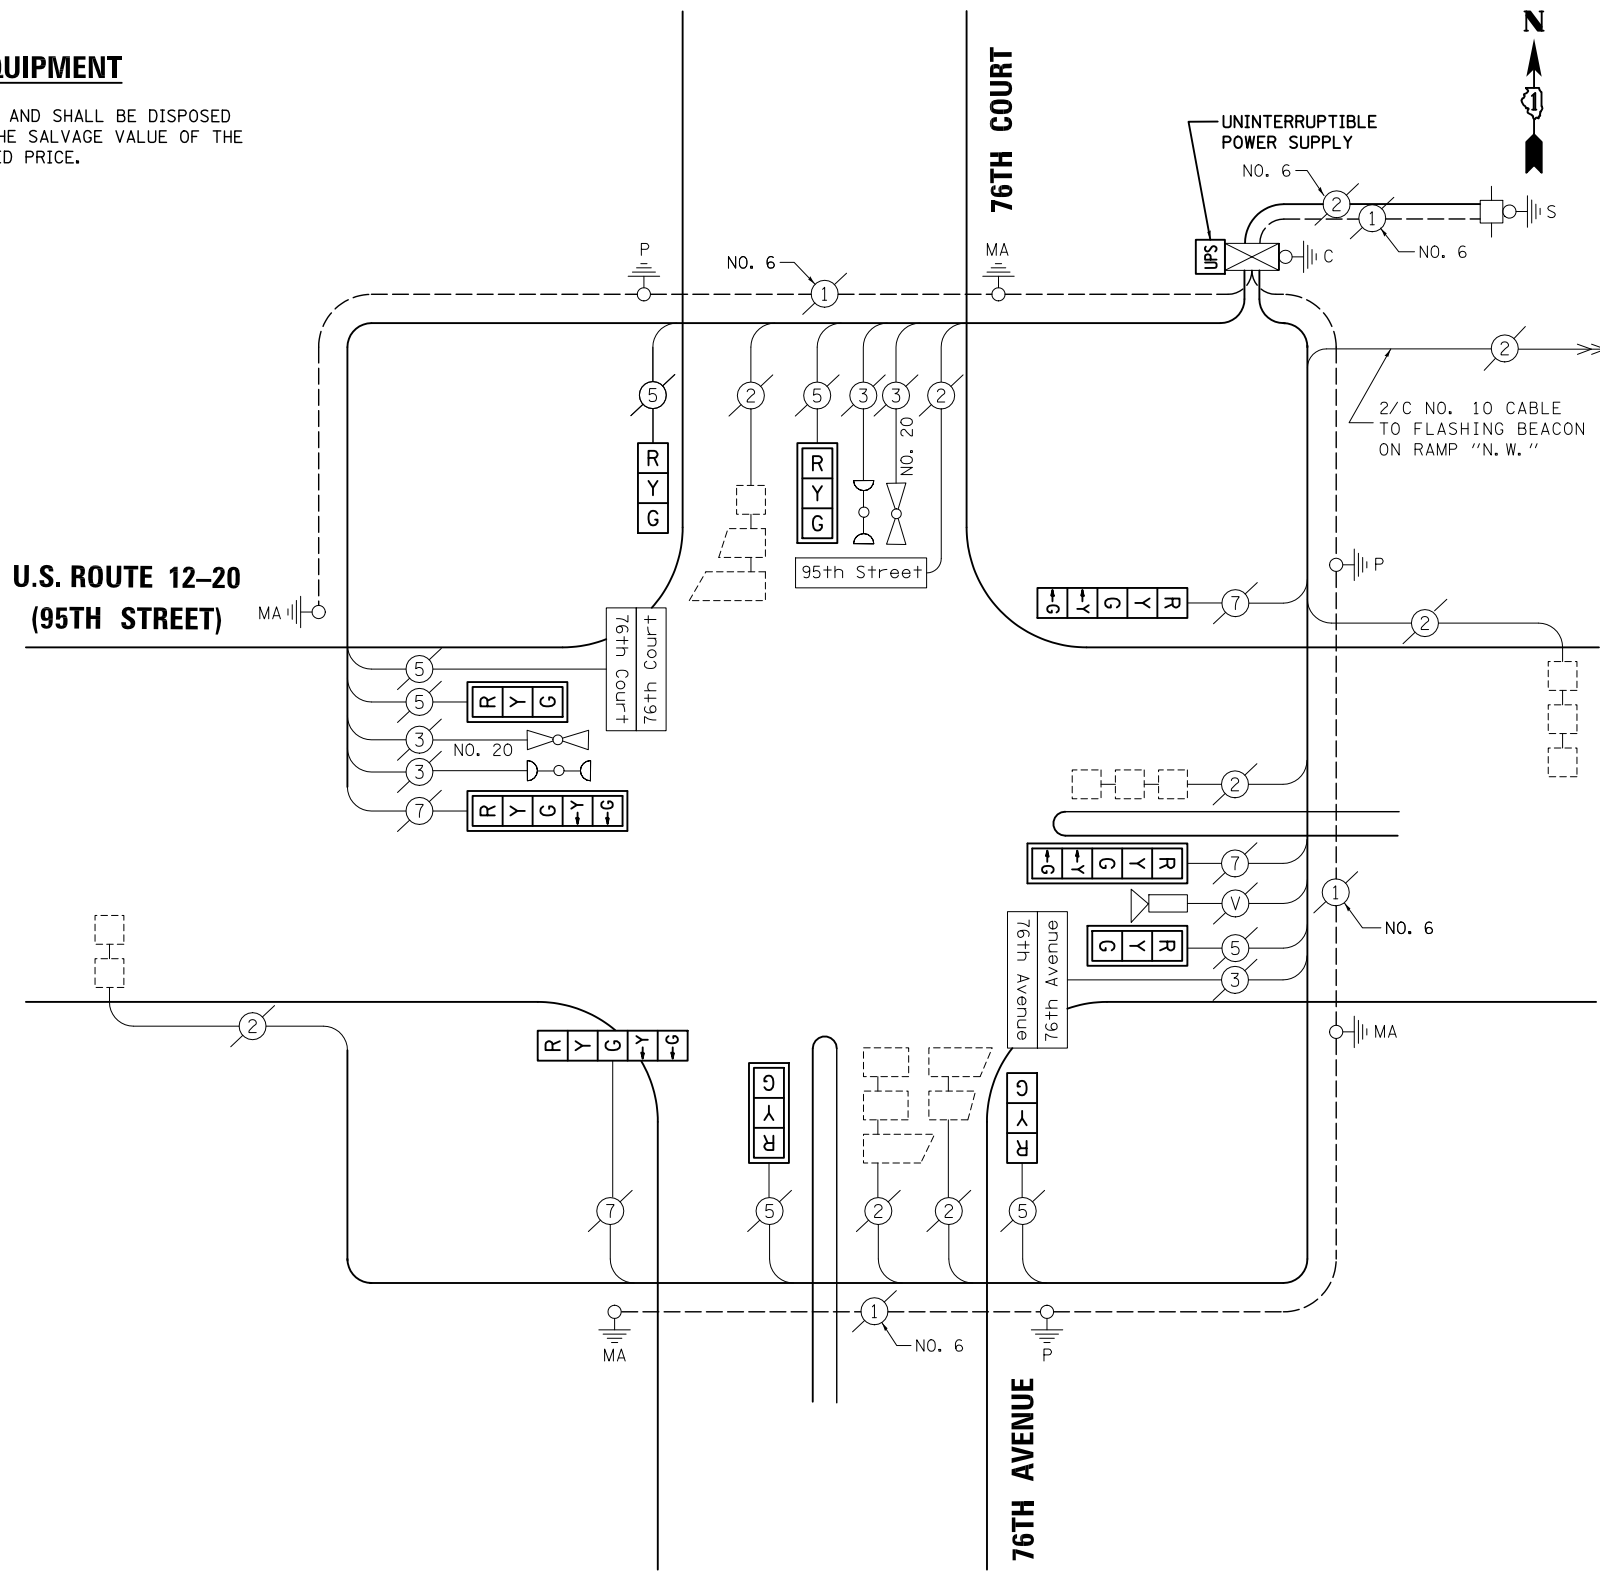 QUIPMENT
AND SHALL BE DISPOSED
HE SALVAGE VALUE OF THE
ID PRICE.
N
1
76TH COURT
UNINTERRUPTIBLE
POWER SUPPLY
NO. 6
2
1
S
NO. 6
UPS
C
P
MA
NO. 6
1
2
2/C NO. 10 CABLE
TO FLASHING BEACON
ON RAMP "N.W."
5
2
5
3
3
2
NO. 20
R
Y
G
R
Y
G
95th Street
U.S. ROUTE 12–20
(95TH STREET)
MA
P
G Y G Y R
7
2
76th Court
76th Court
5
5
R Y G
3
NO. 20
3
7
R Y G Y G
2
G Y G Y R
7
V
1
NO. 6
G Y R
5
3
76th Avenue
76th Avenue
2
MA
R Y G Y G
G
Y
R
G
Y
R
7
5
2
2
5
1
NO. 6
MA
P
76TH AVENUE